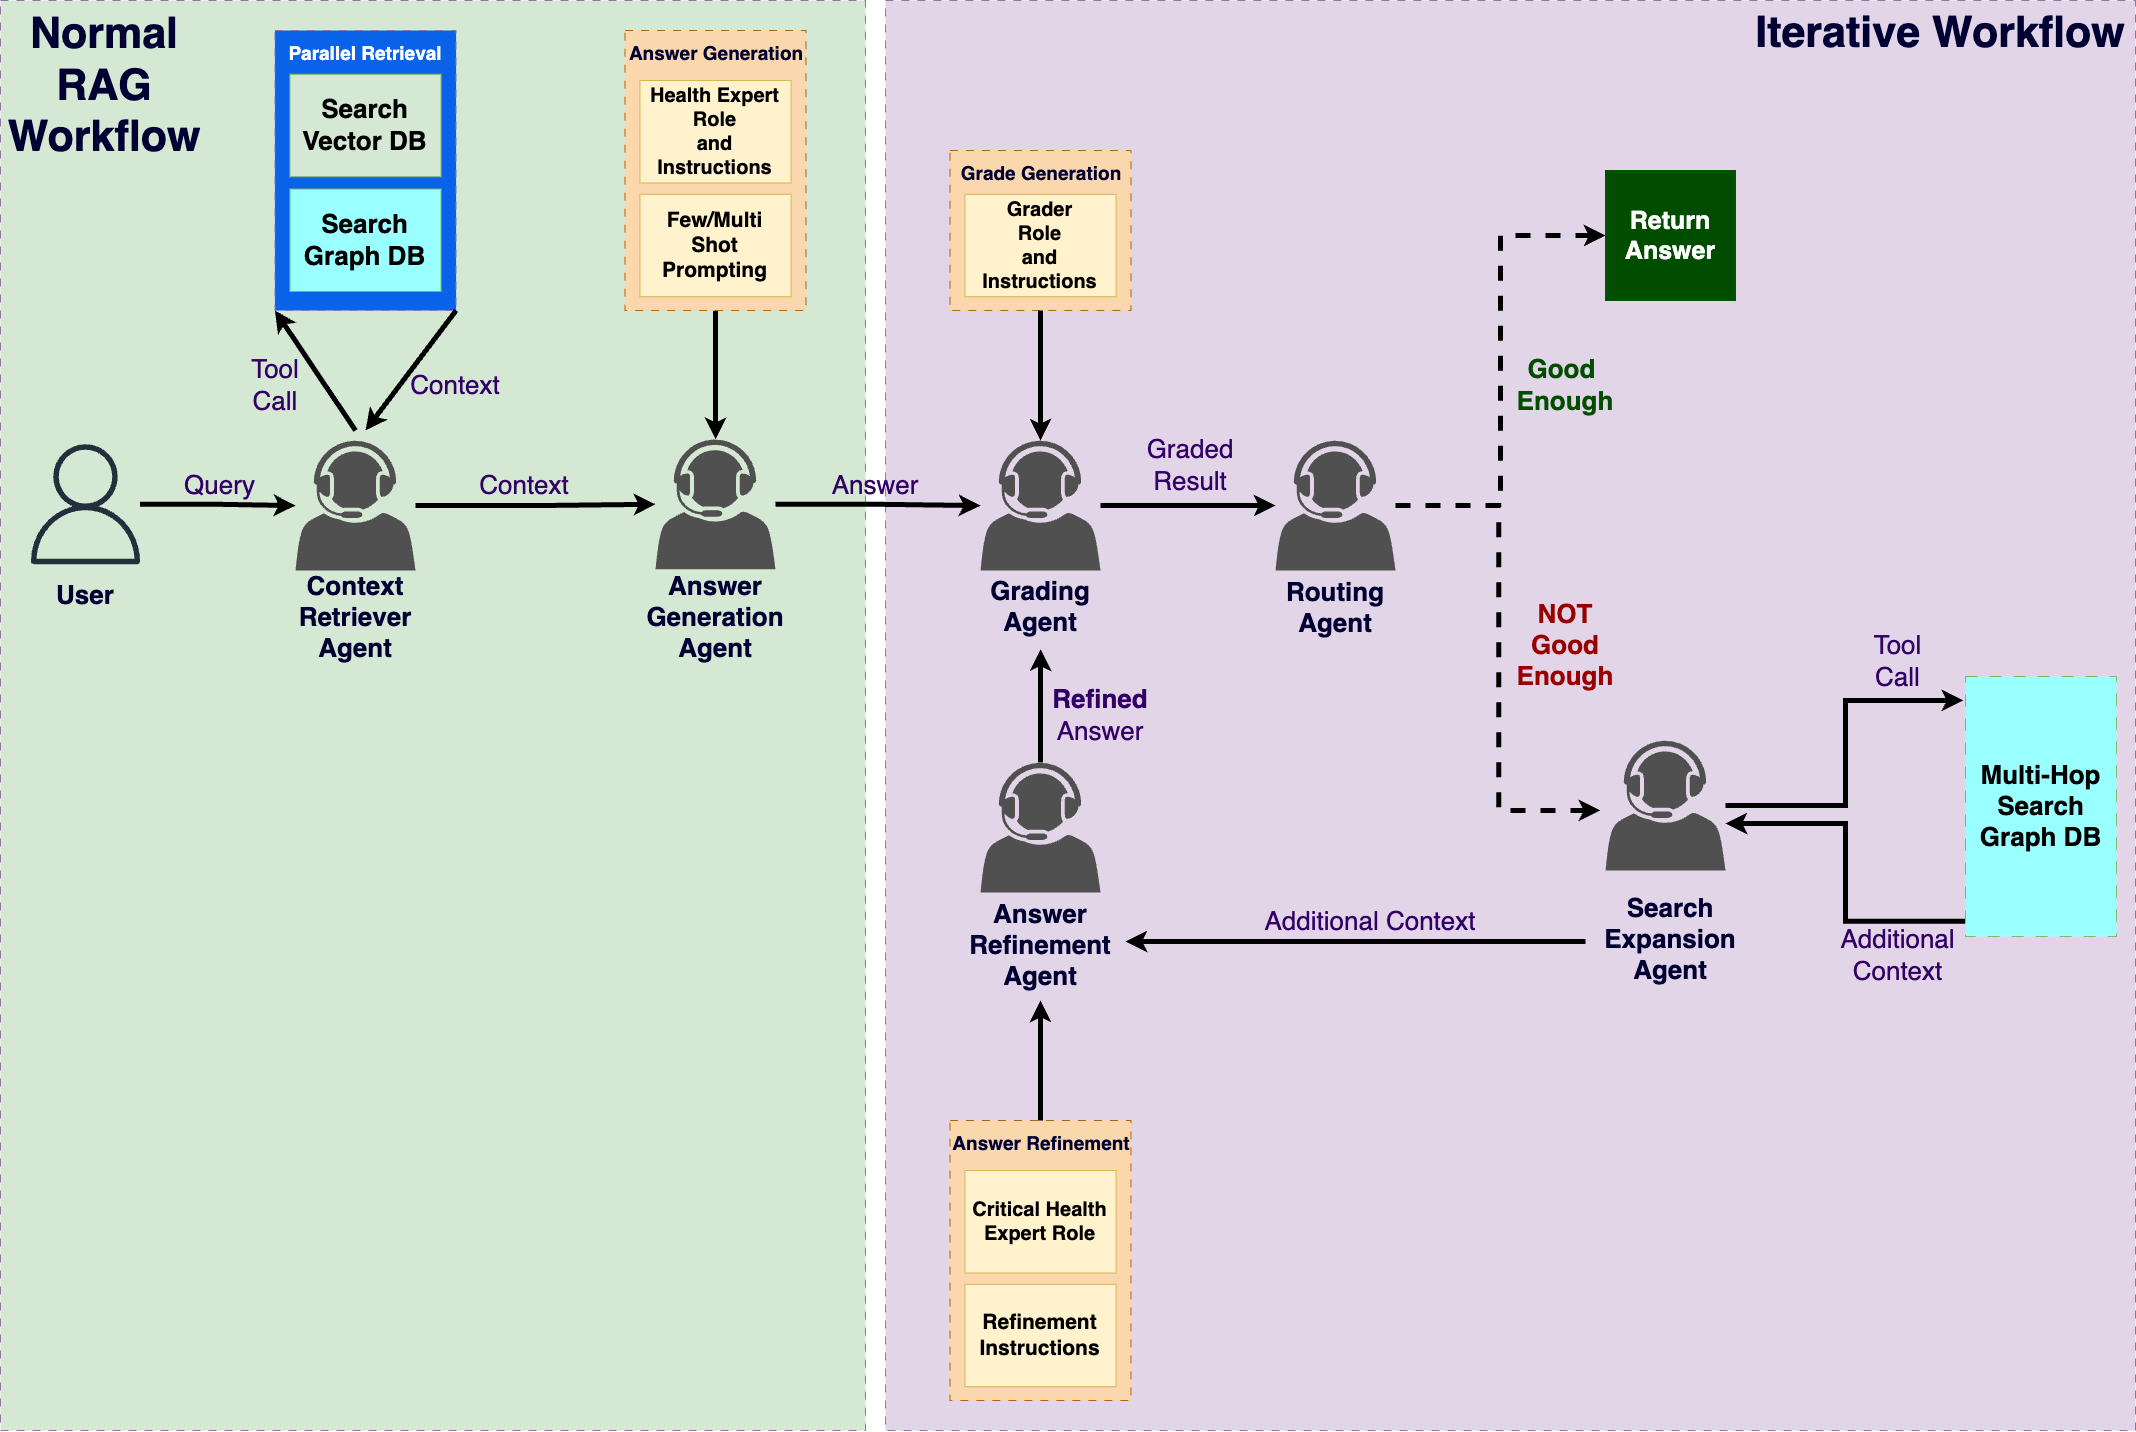 Normal
RAG
Workflow
Parallel Retrieval
Search
Vector DB
Search
Graph DB
Answer Generation
Health Expert
Role
and
Instructions
Few/Multi
Shot
Prompting
Tool
Call
Context
Query
Context
Answer
User
Context
Retriever
Agent
Answer
Generation
Agent
Iterative Workflow
Grade Generation
Grader
Role
and
Instructions
Return
Answer
Good
Enough
Graded
Result
Grading
Agent
Routing
Agent
NOT
Good
Enough
Tool
Call
Refined
Answer
Multi-Hop
Search
Graph DB
Answer
Refinement
Agent
Additional Context
Search
Expansion
Agent
Additional
Context
Answer Refinement
Critical Health
Expert Role
Refinement
Instructions